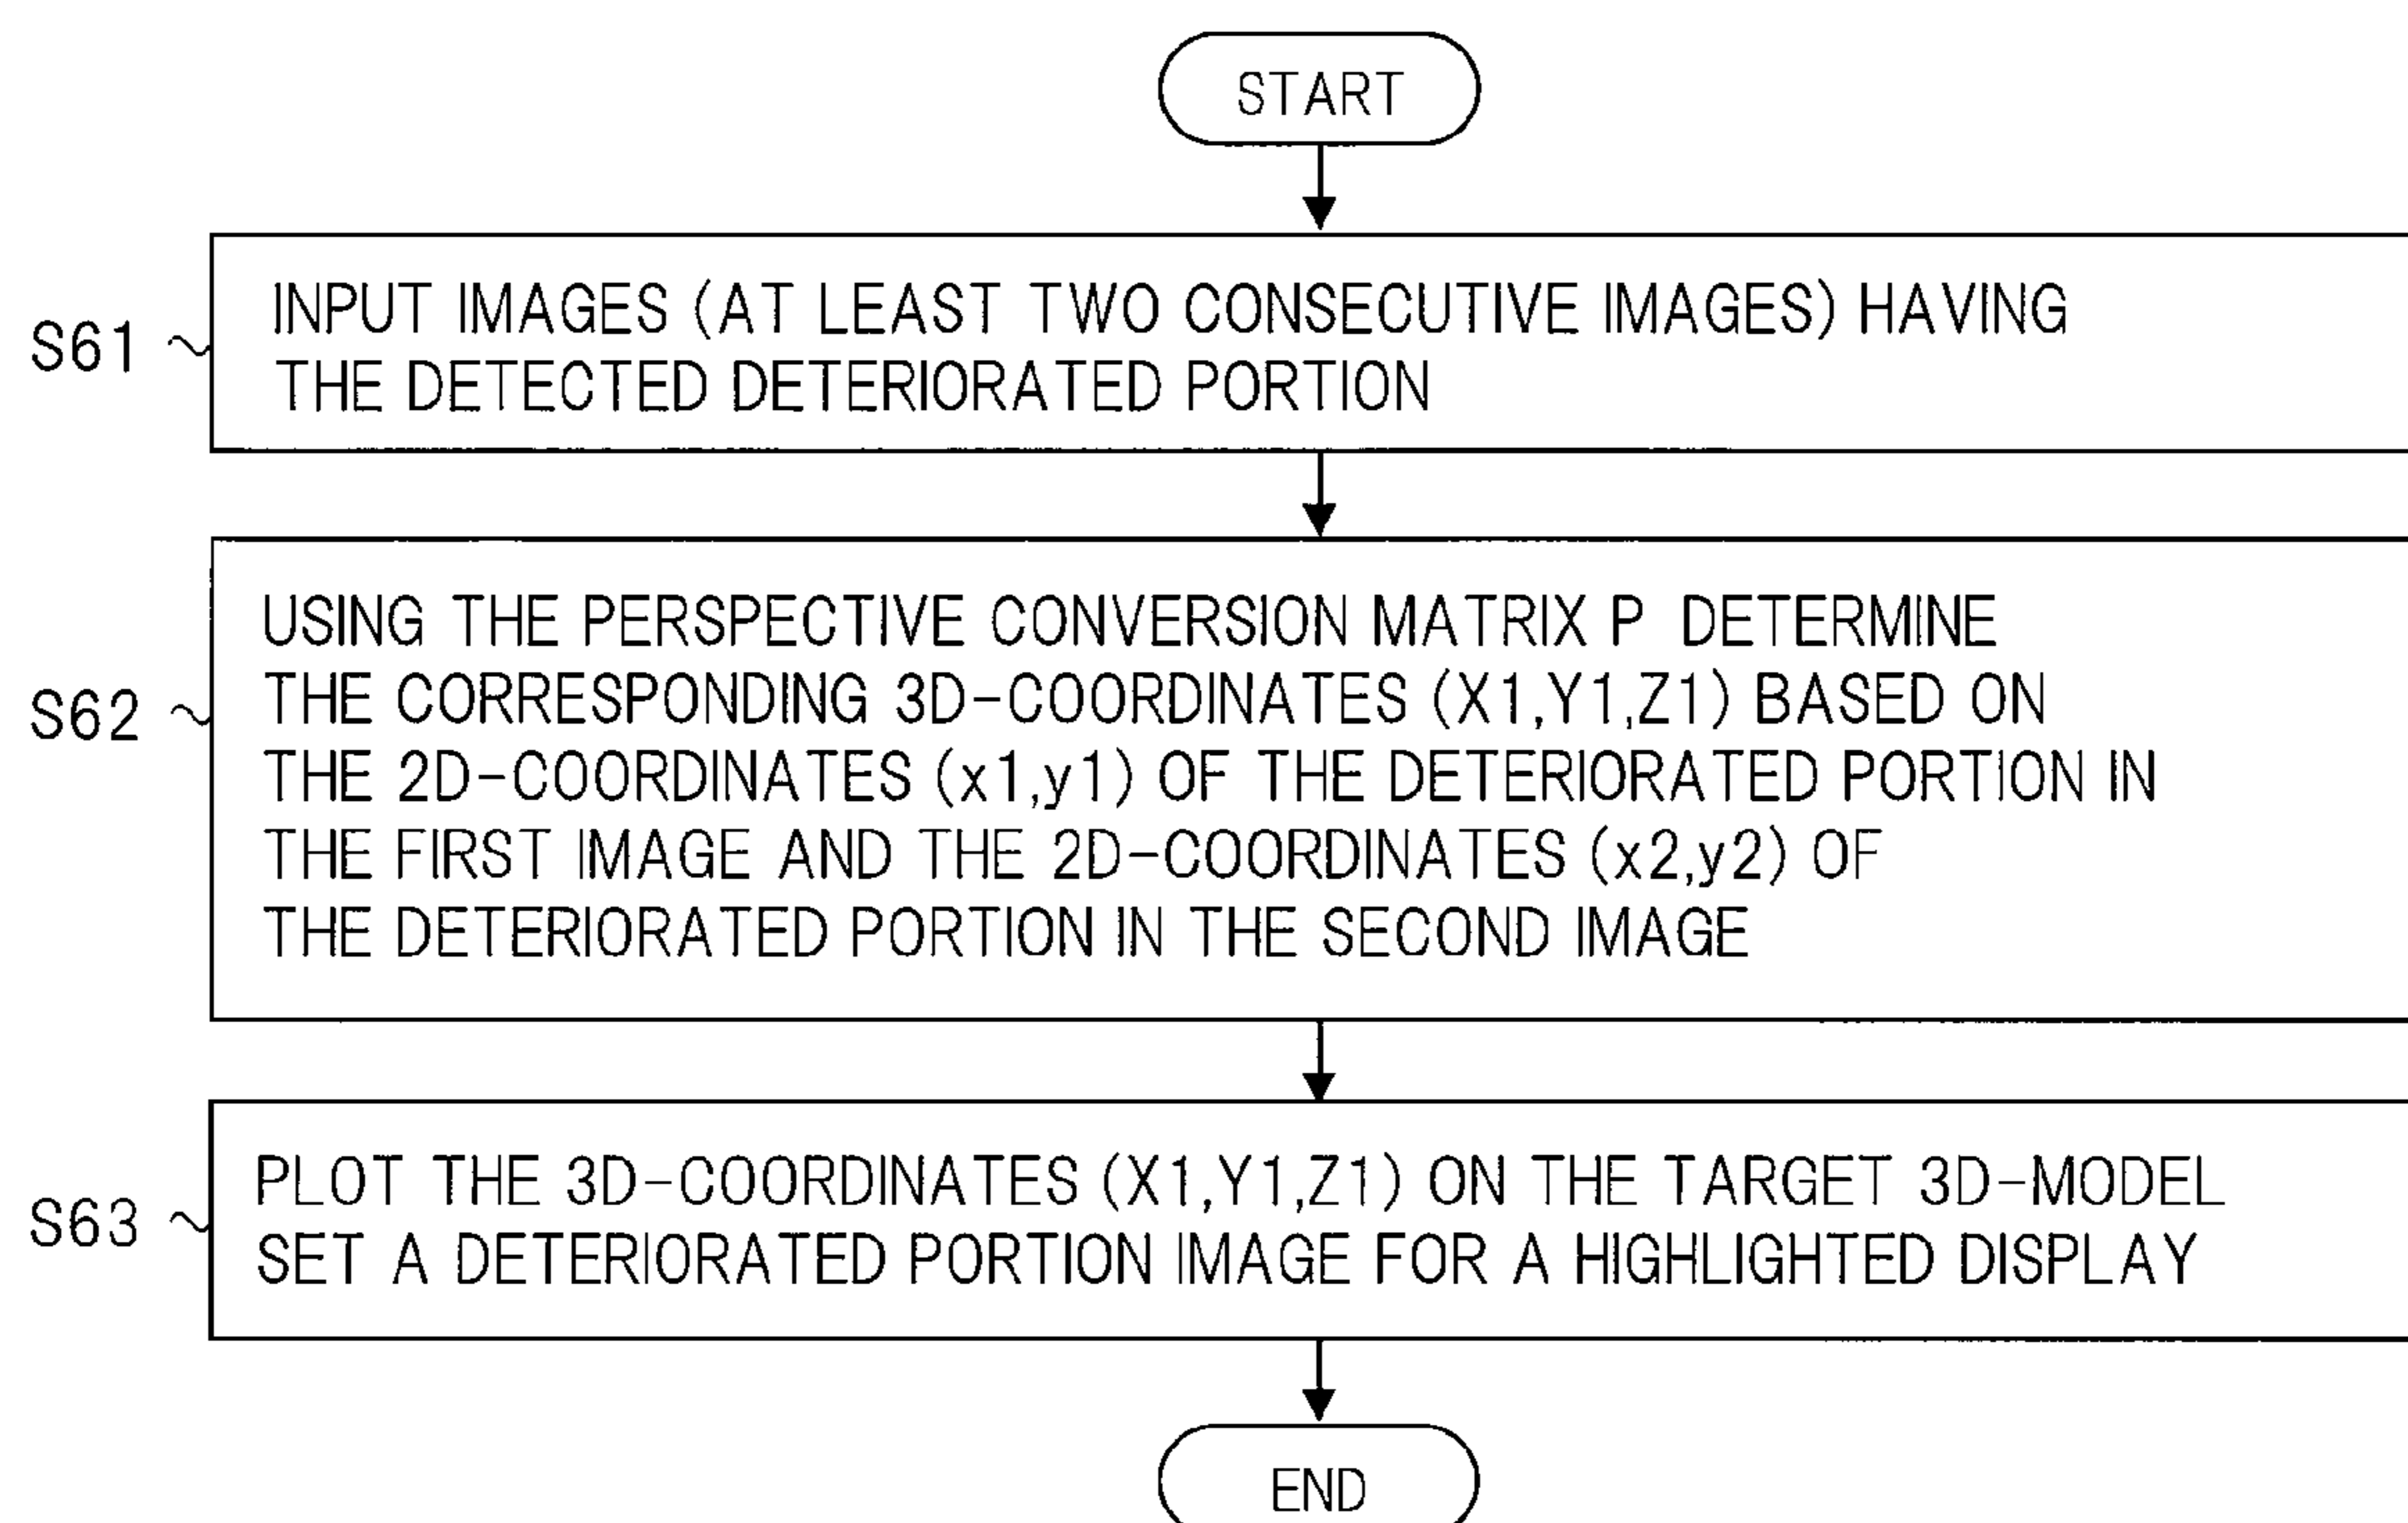 START
S61
INPUT IMAGES (AT LEAST TWO CONSECUTIVE IMAGES) HAVING
THE DETECTED DETERIORATED PORTION
S62
USING THE PERSPECTIVE CONVERSION MATRIX P DETERMINE
THE CORRESPONDING 3D-COORDINATES (X1,Y1,Z1) BASED ON
THE 2D-COORDINATES (x1,y1) OF THE DETERIORATED PORTION IN
THE FIRST IMAGE AND THE 2D-COORDINATES (x2,y2) OF
THE DETERIORATED PORTION IN THE SECOND IMAGE
S63
PLOT THE 3D-COORDINATES (X1,Y1,Z1) ON THE TARGET 3D-MODEL
SET A DETERIORATED PORTION IMAGE FOR A HIGHLIGHTED DISPLAY
END